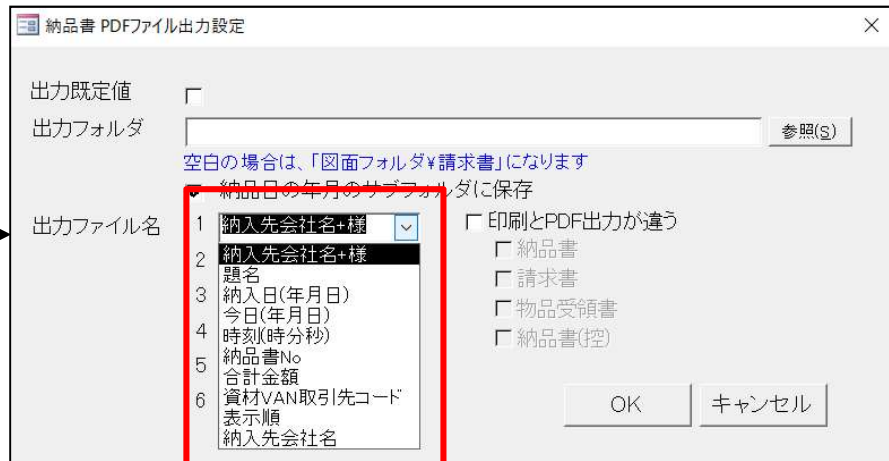 納品書 PDFファイル出力設定
出力既定値
出力フォルダ
参照(S)
空白の場合は、「図面フォルダ¥請求書」になります
納品日の年月のサブフォルダに保存
出力ファイル名
1 納入先会社名+様
2
3
4
5
6
納入先会社名+様
題名
納入日(年月日)
今日(年月日)
時刻(時分秒)
納品書No
合計金額
資材VAN取引先コード
表示順
納入先会社名
印刷とPDF出力が違う
納品書
請求書
物品受領書
納品書(控)
OK
キャンセル